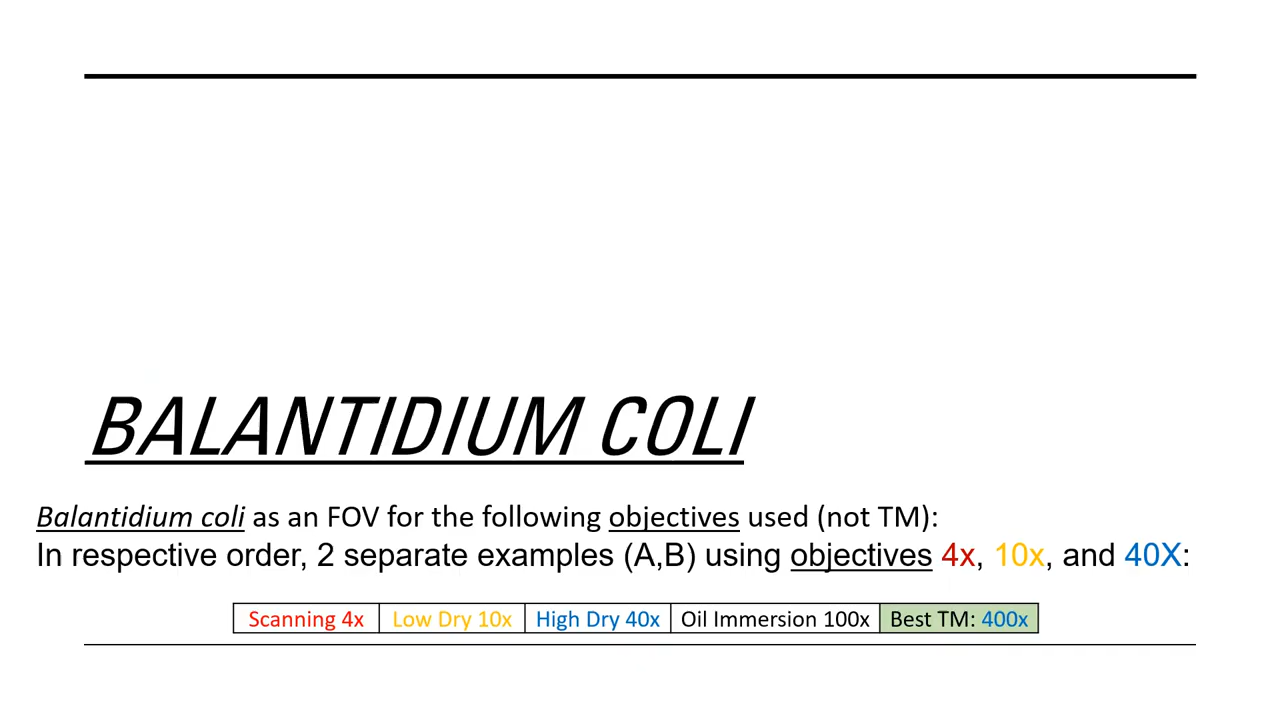 BALANTIDIUM COLI
Balantidium coli as an FOV for the following objectives used (not TM):
In respective order, 2 separate examples (A,B) using objectives 4x, 10x, and 40X:
Scanning 4x Low Dry 10x High Dry 40x Oil Immersion 100x Best TM: 400x